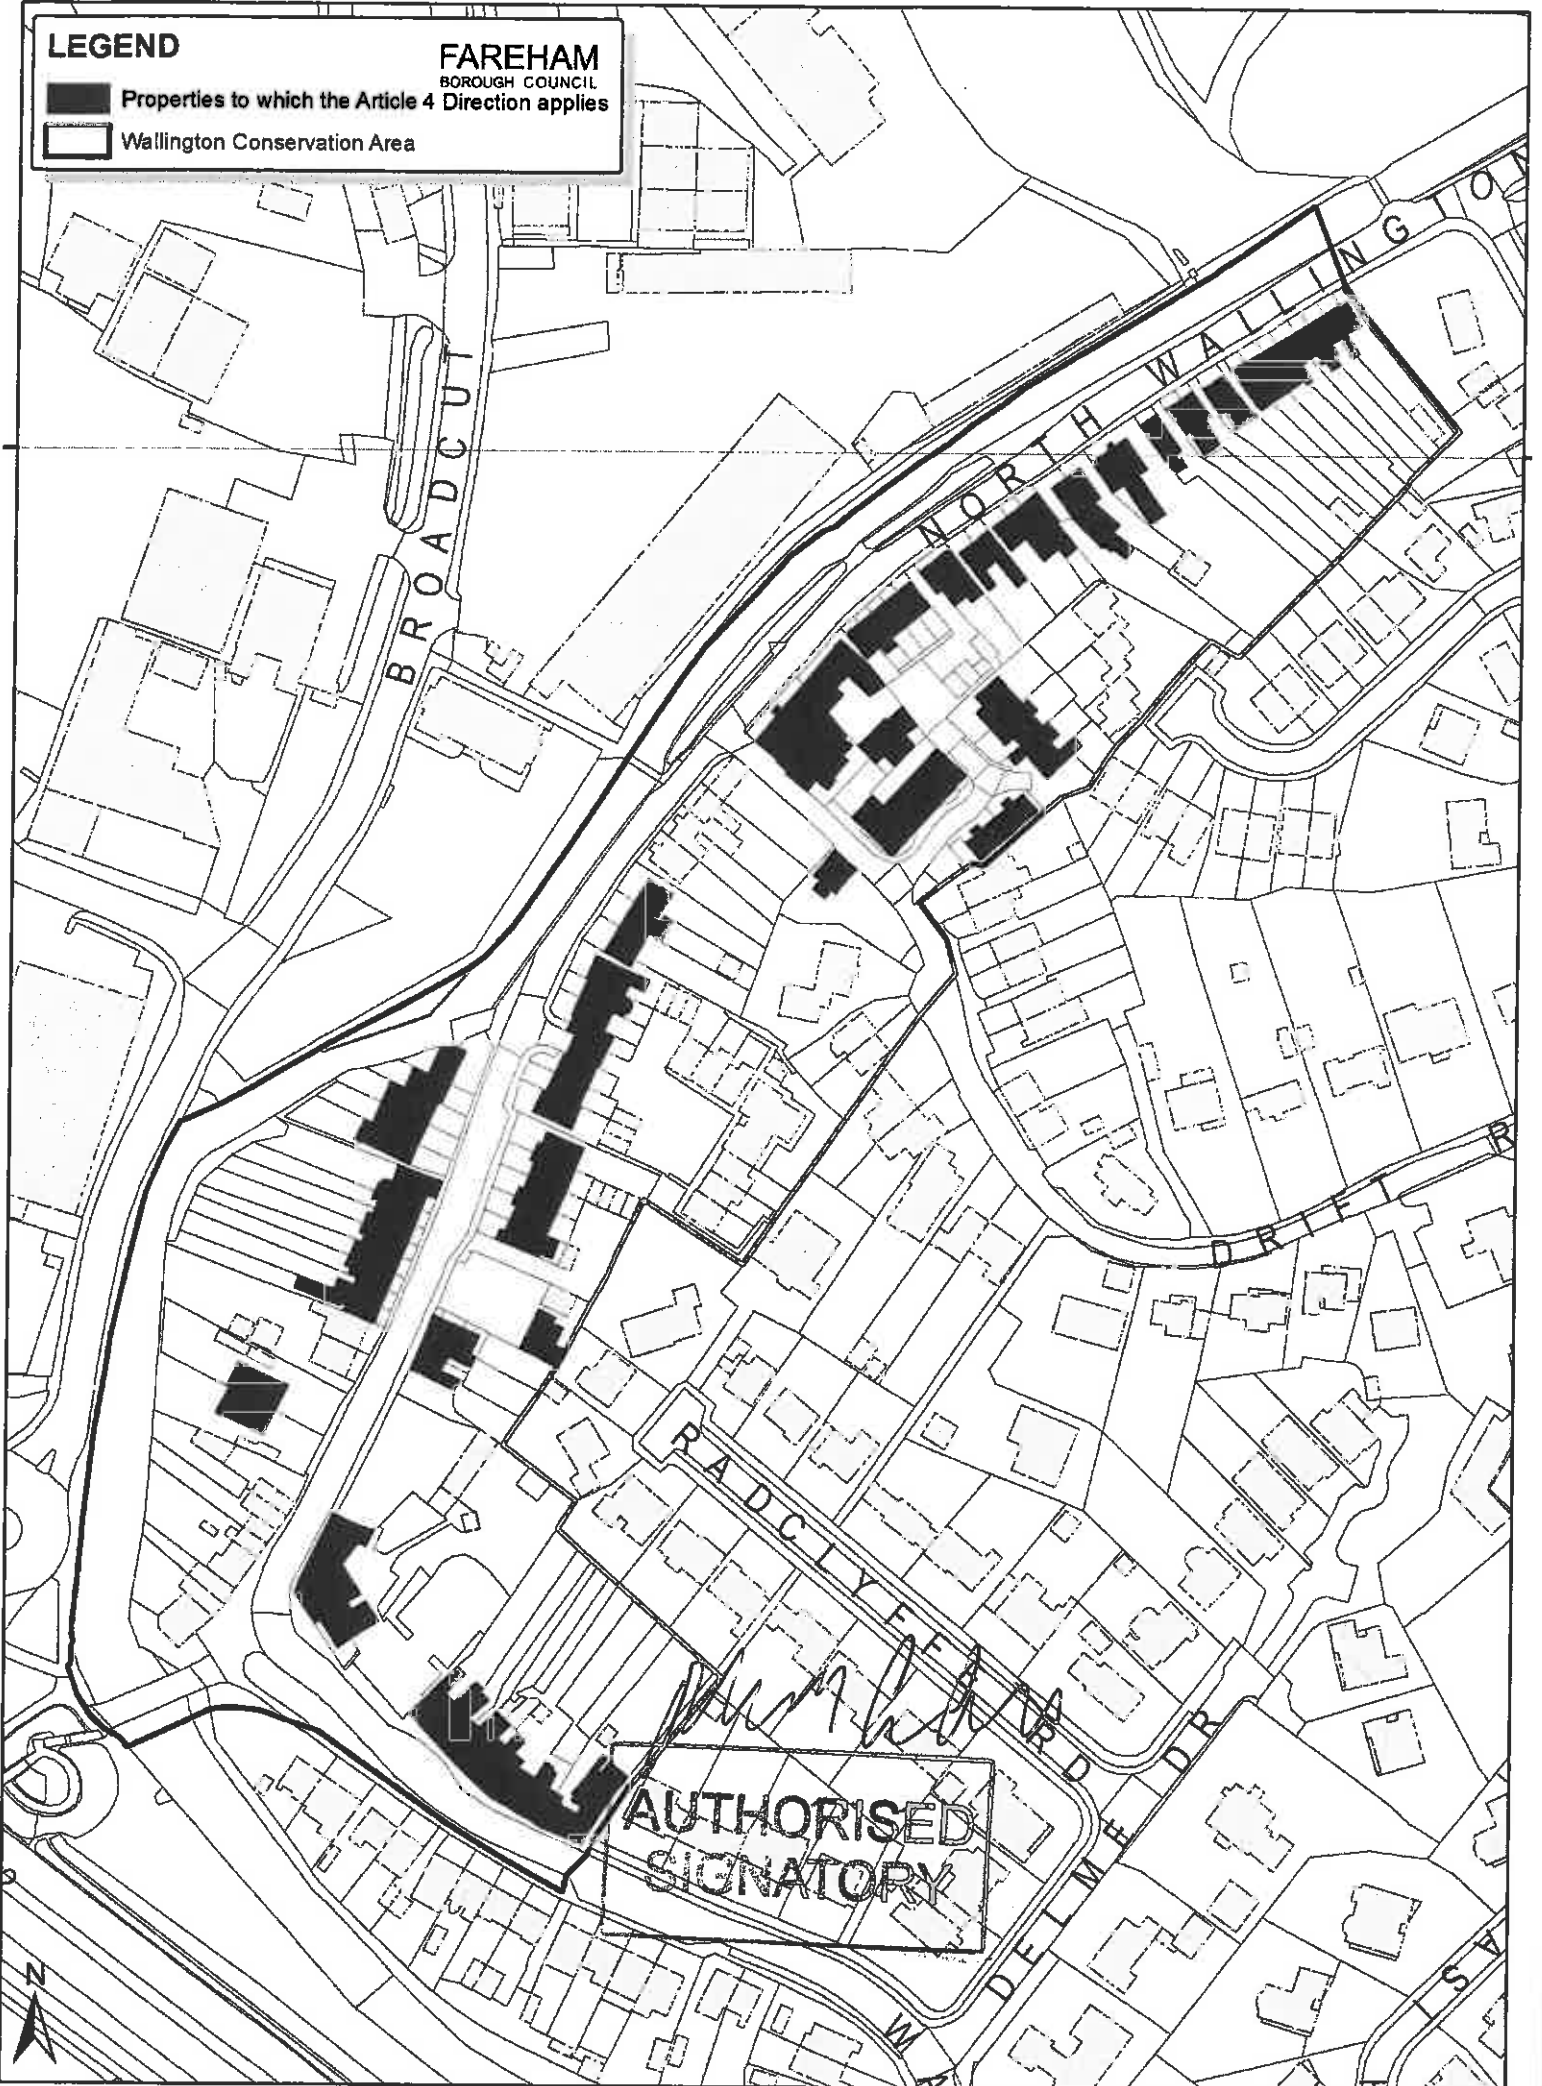 LEGEND
FAREHAM
BOROUGH COUNCIL
Properties to which the Article 4 Direction applies
Wallington Conservation Area
NORTH WALLINGTON
BROADCUT
DRIFT R
RADCLYFFE RD
DELME DR
AUTHORISED
SIGNATORY
N
WA